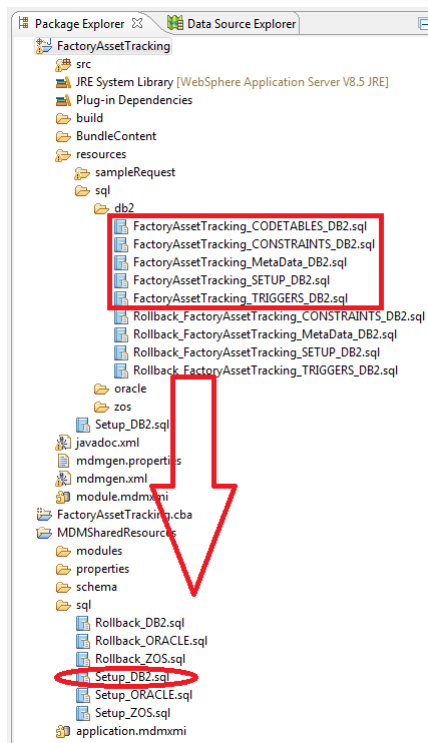 Package Explorer Data Source Explorer
FactoryAssetTracking
src
JRE System Library [WebSphere Application Server V8.5 JRE]
Plug-in Dependencies
build
BundleContent
resources
sampleRequest
sql
db2
FactoryAssetTracking_CODETABLES_DB2.sql
FactoryAssetTracking_CONSTRAINTS_DB2.sql
FactoryAssetTracking_MetaData_DB2.sql
FactoryAssetTracking_SETUP_DB2.sql
FactoryAssetTracking_TRIGGERS_DB2.sql
Rollback_FactoryAssetTracking_CONSTRAINTS_DB2.sql
Rollback_FactoryAssetTracking_MetaData_DB2.sql
Rollback_FactoryAssetTracking_SETUP_DB2.sql
Rollback_FactoryAssetTracking_TRIGGERS_DB2.sql
oracle
zos
Setup_DB2.sql
javadoc.xml
mdmgen.properties
mdmgen.xml
module.mdmxmi
FactoryAssetTracking.cba
MDMSharedResources
modules
properties
schema
sql
Rollback_DB2.sql
Rollback_ORACLE.sql
Rollback_ZOS.sql
Setup_DB2.sql
Setup_ORACLE.sql
Setup_ZOS.sql
application.mdmxmi